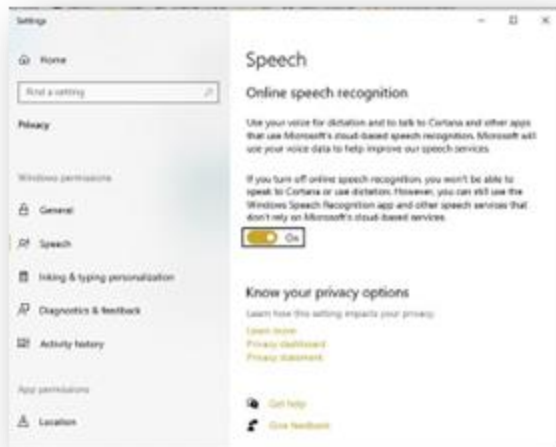 Settings
Home
Find a setting
Privacy
Windows permissions
General
Speech
Inking & typing personalization
Diagnostics & feedback
Activity history
App permissions
Location
Speech
Online speech recognition
Use your voice for dictation and to talk to Cortana and other apps
that use Microsoft's cloud-based speech recognition. Microsoft will
use your voice data to help improve our speech services.
If you turn off online speech recognition, you won't be able to
speak to Cortana or use dictation. However, you can still use the
Windows Speech Recognition app and other speech services that
don't rely on Microsoft's cloud-based services.
On
Know your privacy options
Learn how this setting impacts your privacy.
Learn more
Privacy dashboard
Privacy statement
Get help
Give feedback